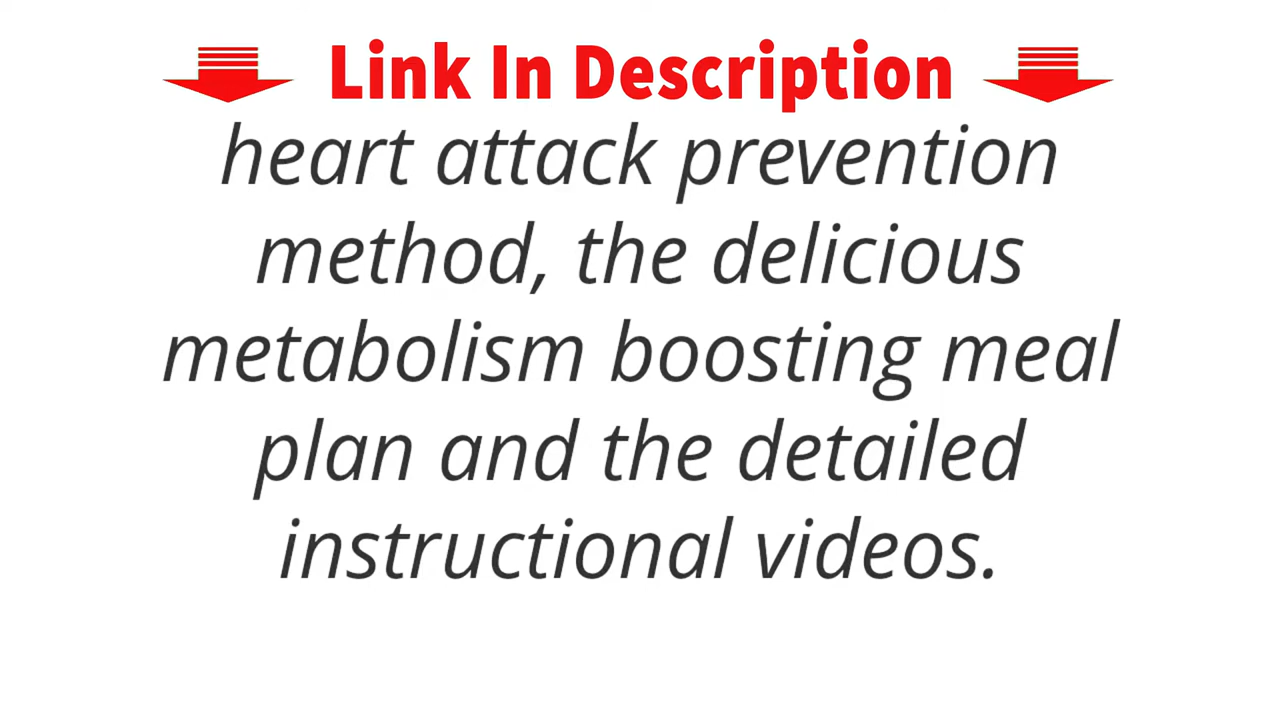 Link In Description
heart attack prevention
method, the delicious
metabolism boosting meal
plan and the detailed
instructional videos.